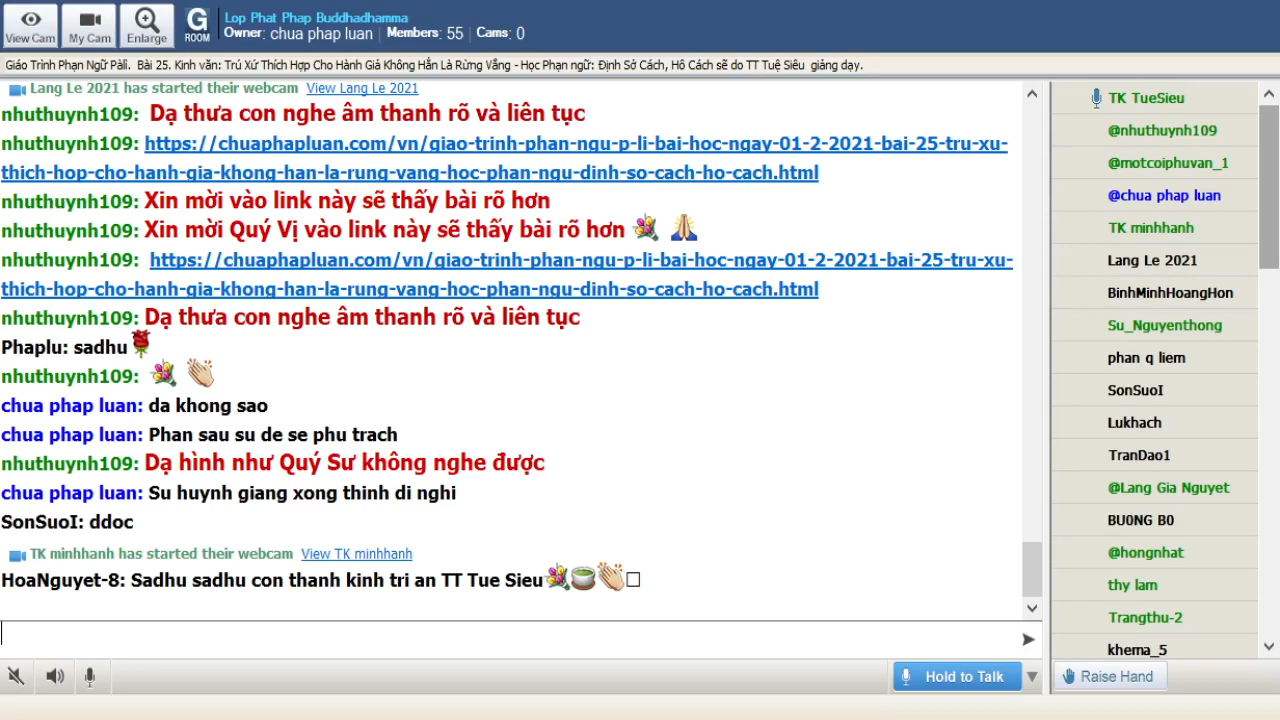 View Cam
My Cam
Enlarge
G
ROOM
Lop Phat Phap Buddhadhamma
Owner: chua phap luan | Members: 55 | Cams: 0
Giáo Trình Phạn Ngữ Pàli. Bài 25. Kinh văn: Trú Xứ Thích Hợp Cho Hành Giả Không Hẳn Là Rừng Vắng - Học Phạn ngữ: Định Sở Cách, Hô Cách sẽ do TT Tuệ Siêu giảng dạy.
Lang Le 2021 has started their webcam View Lang Le 2021
nhuthuynh109: Dạ thưa con nghe âm thanh rõ và liên tục
nhuthuynh109: https://chuaphapluan.com/vn/giao-trinh-phan-ngu-p-li-bai-hoc-ngay-01-2-2021-bai-25-tru-xu-
thich-hop-cho-hanh-gia-khong-han-la-rung-vang-hoc-phan-ngu-dinh-so-cach-ho-cach.html
nhuthuynh109: Xin mời vào link này sẽ thấy bài rõ hơn
nhuthuynh109: Xin mời Quý Vị vào link này sẽ thấy bài rõ hơn
nhuthuynh109: https://chuaphapluan.com/vn/giao-trinh-phan-ngu-p-li-bai-hoc-ngay-01-2-2021-bai-25-tru-xu-
thich-hop-cho-hanh-gia-khong-han-la-rung-vang-hoc-phan-ngu-dinh-so-cach-ho-cach.html
nhuthuynh109: Dạ thưa con nghe âm thanh rõ và liên tục
Phaplu: sadhu
nhuthuynh109:
chua phap luan: da khong sao
chua phap luan: Phan sau su de se phu trach
nhuthuynh109: Dạ hình như Quý Sư không nghe được
chua phap luan: Su huynh giang xong thinh di nghi
SonSuoI: ddoc
TK minhhanh has started their webcam View TK minhhanh
HoaNguyet-8: Sadhu sadhu con thanh kinh tri an TT Tue Sieu
Hold to Talk
TK TueSieu
@nhuthuynh109
@motcoiphuvan_1
@chua phap luan
TK minhhanh
Lang Le 2021
BinhMinhHoangHon
Su_Nguyenthong
phan q liem
SonSuoI
Lukhach
TranDao1
@Lang Gia Nguyet
BU0NG B0
@hongnhat
thy lam
Trangthu-2
khema_5
Raise Hand